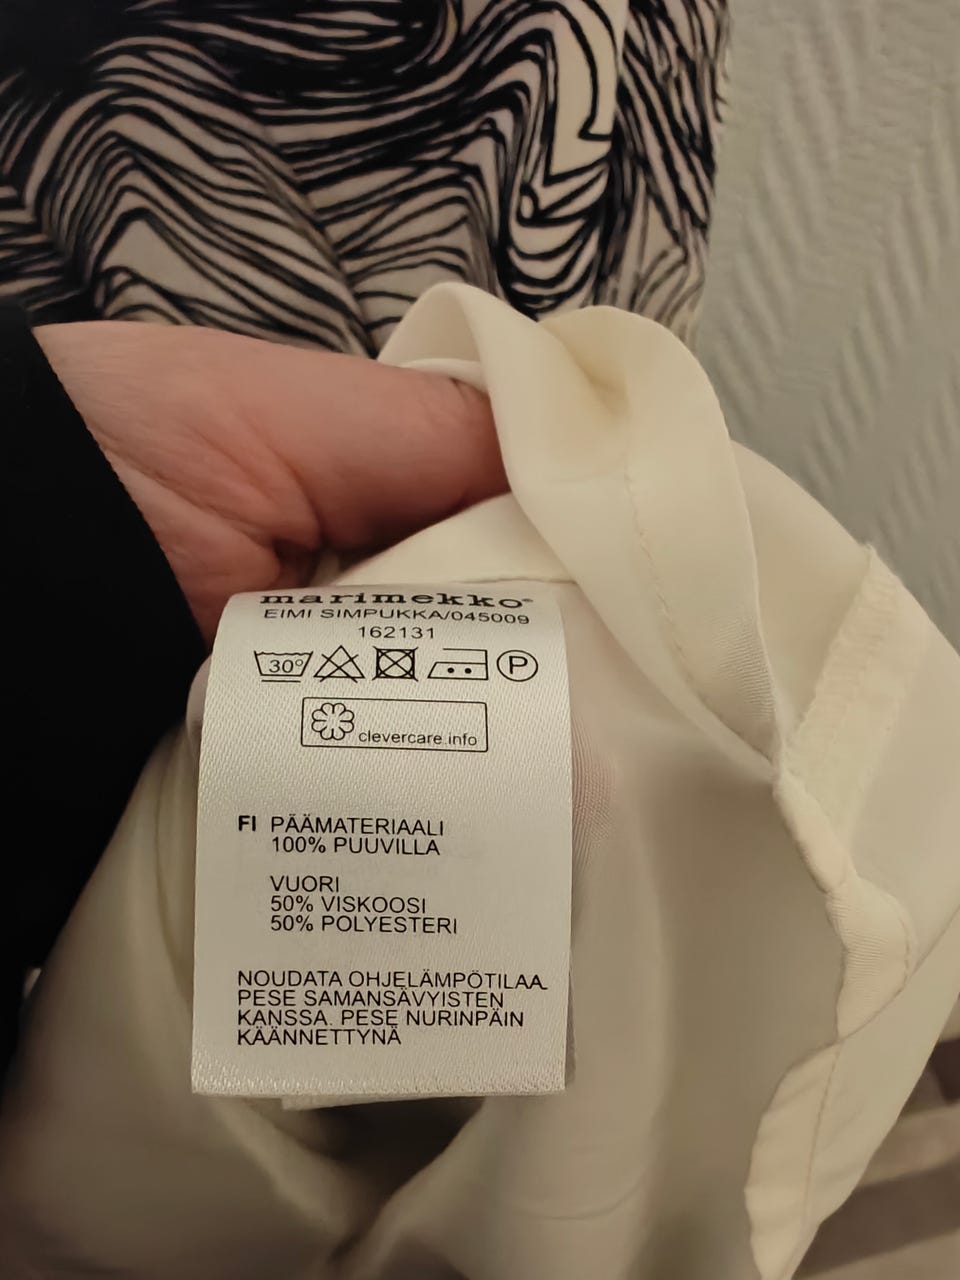 marimekko®
EIMI SIMPUKKA/045009
162131
30° P
clevercare.info
FI PÄÄMATERIAALI
100% PUUVILLA
VUORI
50% VISKOOSI
50% POLYESTERI
NOUDATA OHJELÄMPÖTILAA.
PESE SAMANSÄVYISTEN
KANSSA. PESE NURINPÄIN
KÄÄNNETTYNÄ